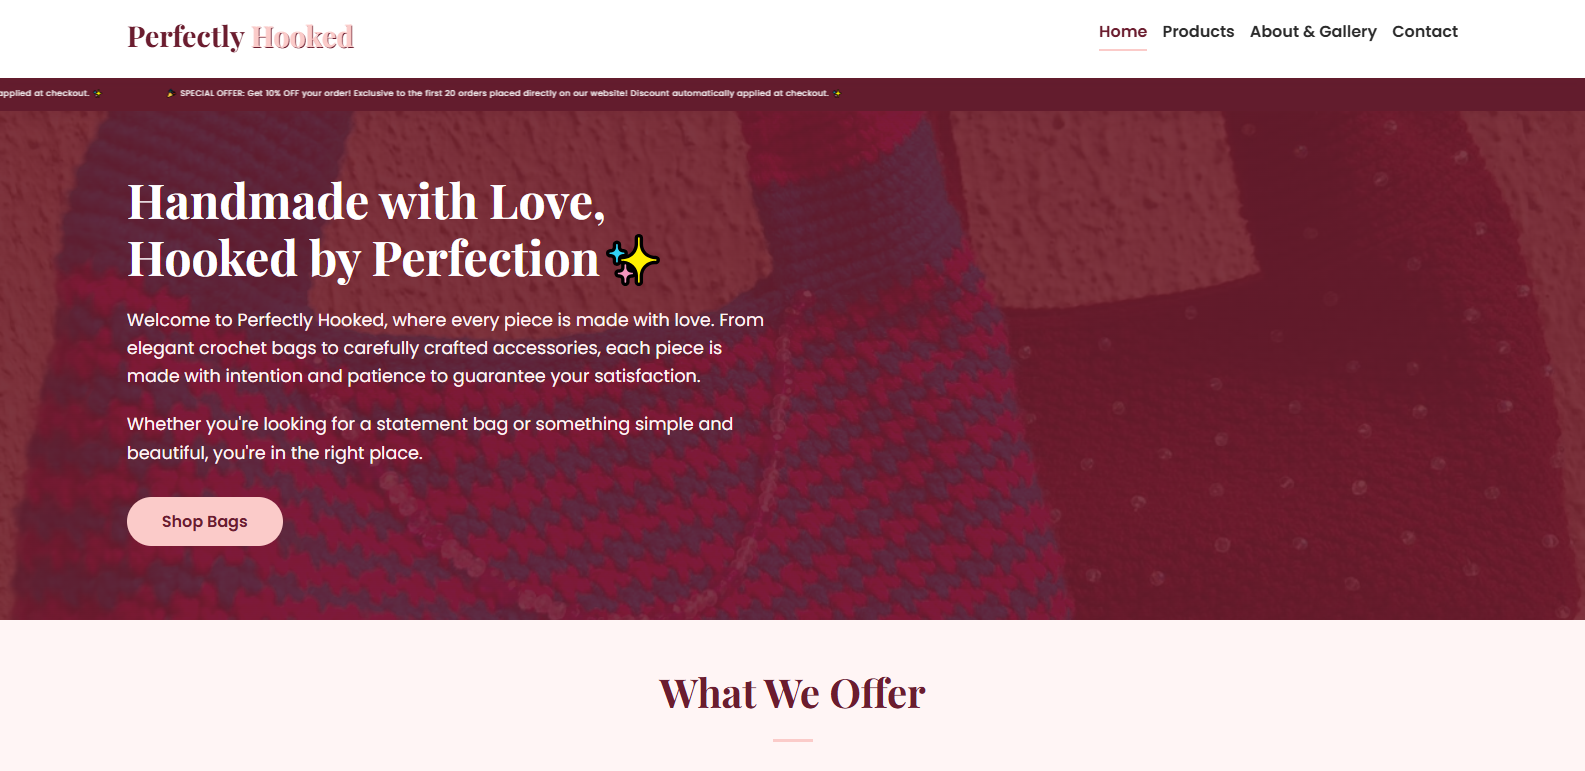 Perfectly Hooked
Home Products About & Gallery Contact
applied at checkout. ✨ 🎉 SPECIAL OFFER: Get 10% OFF your order! Exclusive to the first 20 orders placed directly on our website! Discount automatically applied at checkout. ✨
Handmade with Love,
Hooked by Perfection✨
Welcome to Perfectly Hooked, where every piece is made with love. From
elegant crochet bags to carefully crafted accessories, each piece is
made with intention and patience to guarantee your satisfaction.
Whether you're looking for a statement bag or something simple and
beautiful, you're in the right place.
Shop Bags
What We Offer